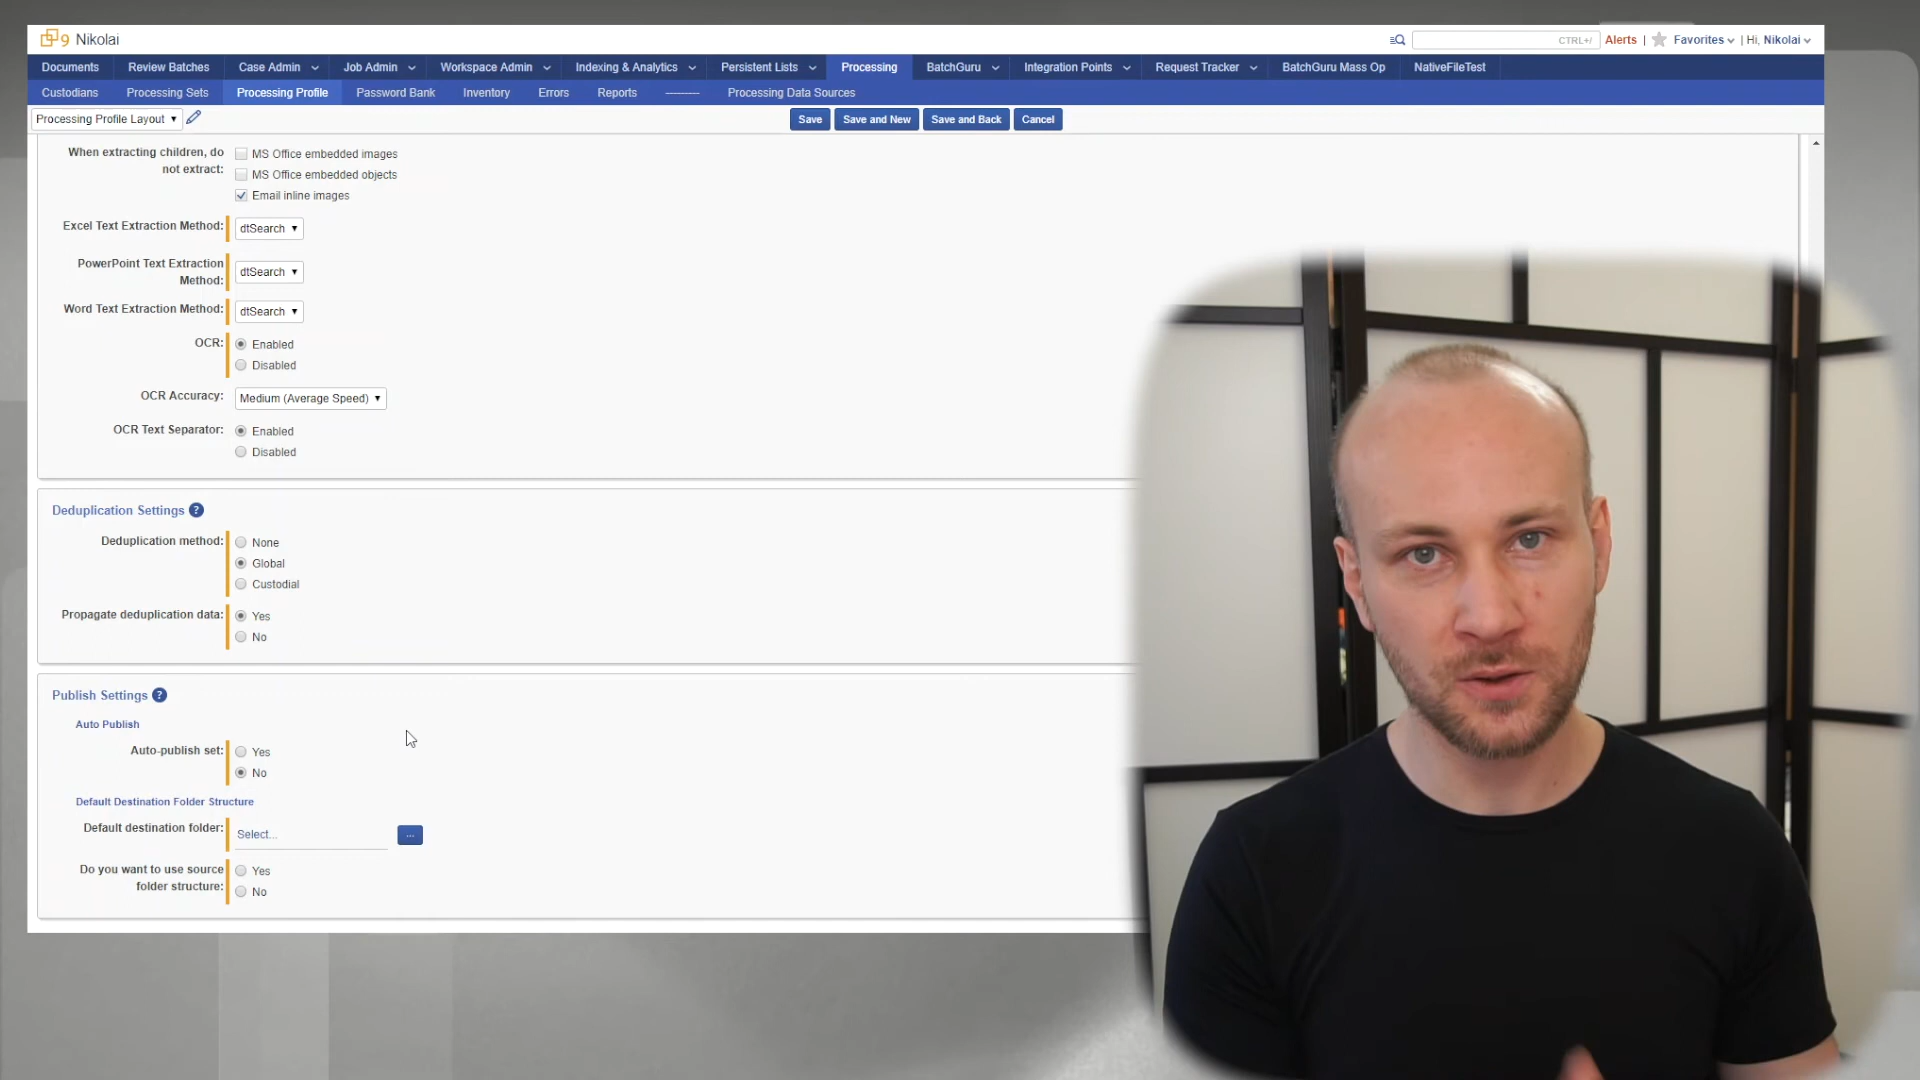 9 Nikolai
CTRL+/ Alerts | Favorites | Hi, Nikolai
Documents Review Batches Case Admin Job Admin Workspace Admin Indexing & Analytics Persistent Lists Processing BatchGuru Integration Points Request Tracker BatchGuru Mass Op NativeFileTest
Custodians Processing Sets Processing Profile Password Bank Inventory Errors Reports ---------- Processing Data Sources
Processing Profile Layout Save Save and New Save and Back Cancel
When extracting children, do MS Office embedded images
not extract:
MS Office embedded objects
Email inline images
Excel Text Extraction Method: dtSearch
PowerPoint Text Extraction
Method: dtSearch
Word Text Extraction Method: dtSearch
OCR: Enabled
Disabled
OCR Accuracy: Medium (Average Speed)
OCR Text Separator: Enabled
Disabled
Deduplication Settings ?
Deduplication method: None
Global
Custodial
Propagate deduplication data: Yes
No
Publish Settings ?
Auto Publish
Auto-publish set: Yes
No
Default Destination Folder Structure
Default destination folder: Select... ...
Do you want to use source Yes
folder structure:
No